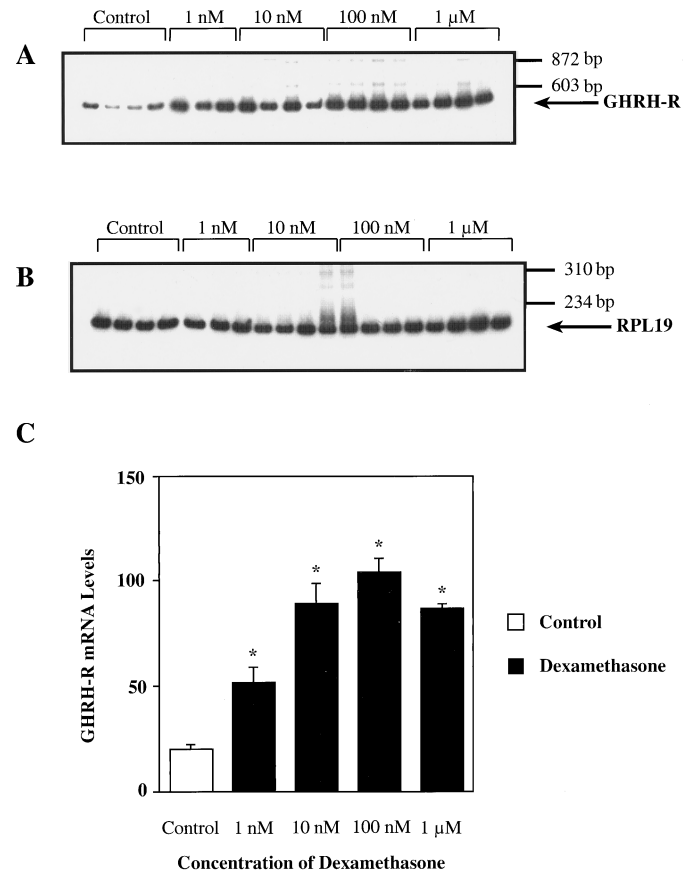 Control 1 nM 10 nM 100 nM 1 µM
A
872 bp
603 bp
GHRH-R
Control 1 nM 10 nM 100 nM 1 µM
B
310 bp
234 bp
RPL19
C
150
100
50
0
GHRH-R mRNA Levels
* * * *
Control
Dexamethasone
Control 1 nM 10 nM 100 nM 1 µM
Concentration of Dexamethasone